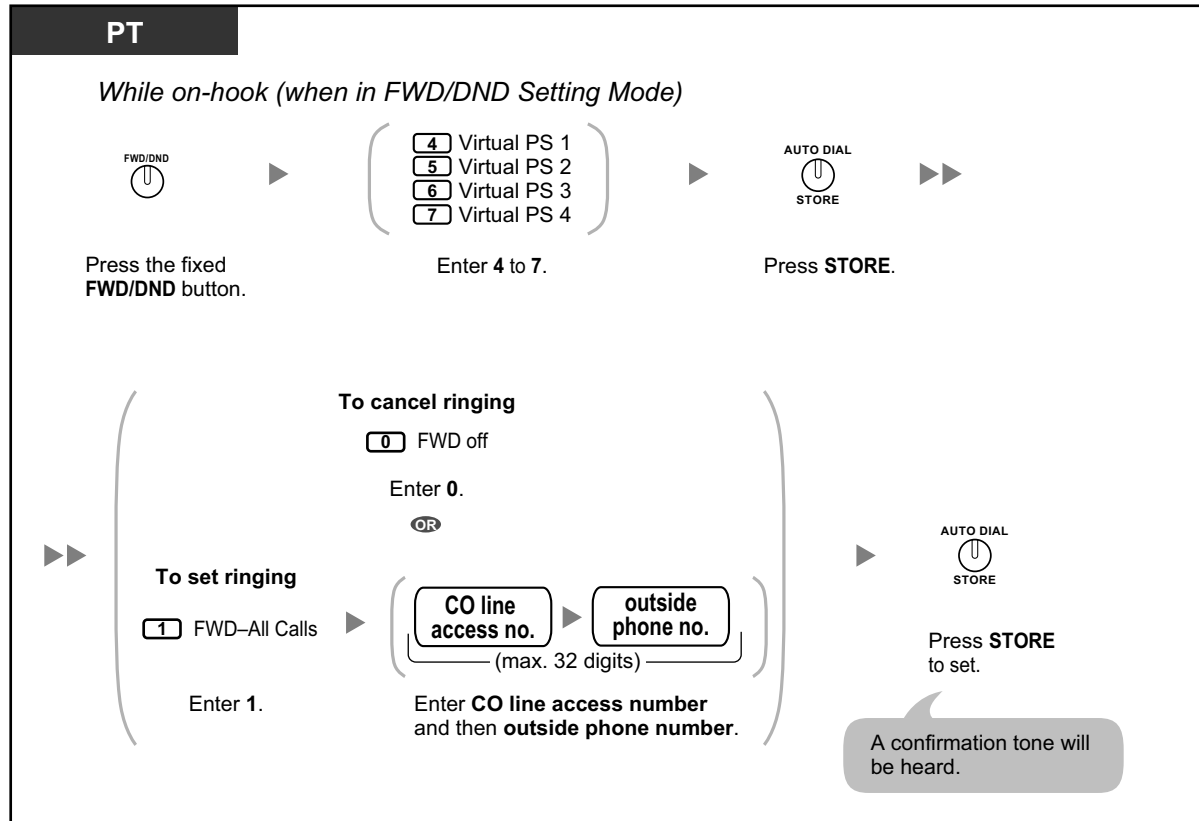 PT
While on-hook (when in FWD/DND Setting Mode)
FWD/DND
4 Virtual PS 1
5 Virtual PS 2
6 Virtual PS 3
7 Virtual PS 4
AUTO DIAL
STORE
Press the fixed
FWD/DND button.
Enter 4 to 7.
Press STORE.
To cancel ringing
0 FWD off
Enter 0.
OR
To set ringing
1 FWD–All Calls
Enter 1.
CO line
access no.
outside
phone no.
(max. 32 digits)
Enter CO line access number
and then outside phone number.
AUTO DIAL
STORE
Press STORE
to set.
A confirmation tone will
be heard.